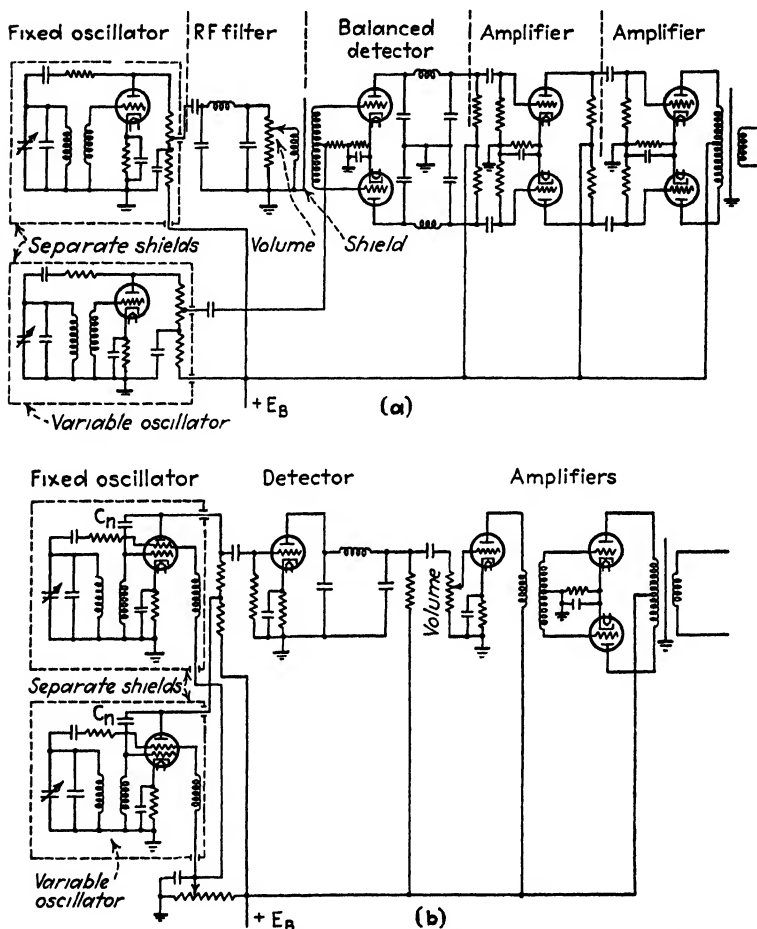 Fixed oscillator
RF filter
Balanced detector
Amplifier
Amplifier
Separate shields
Volume
Shield
Variable oscillator
+ E_B
(a)
Fixed oscillator
Detector
Amplifiers
C_n
Volume
Separate shields
C_n
Variable oscillator
+ E_B
(b)